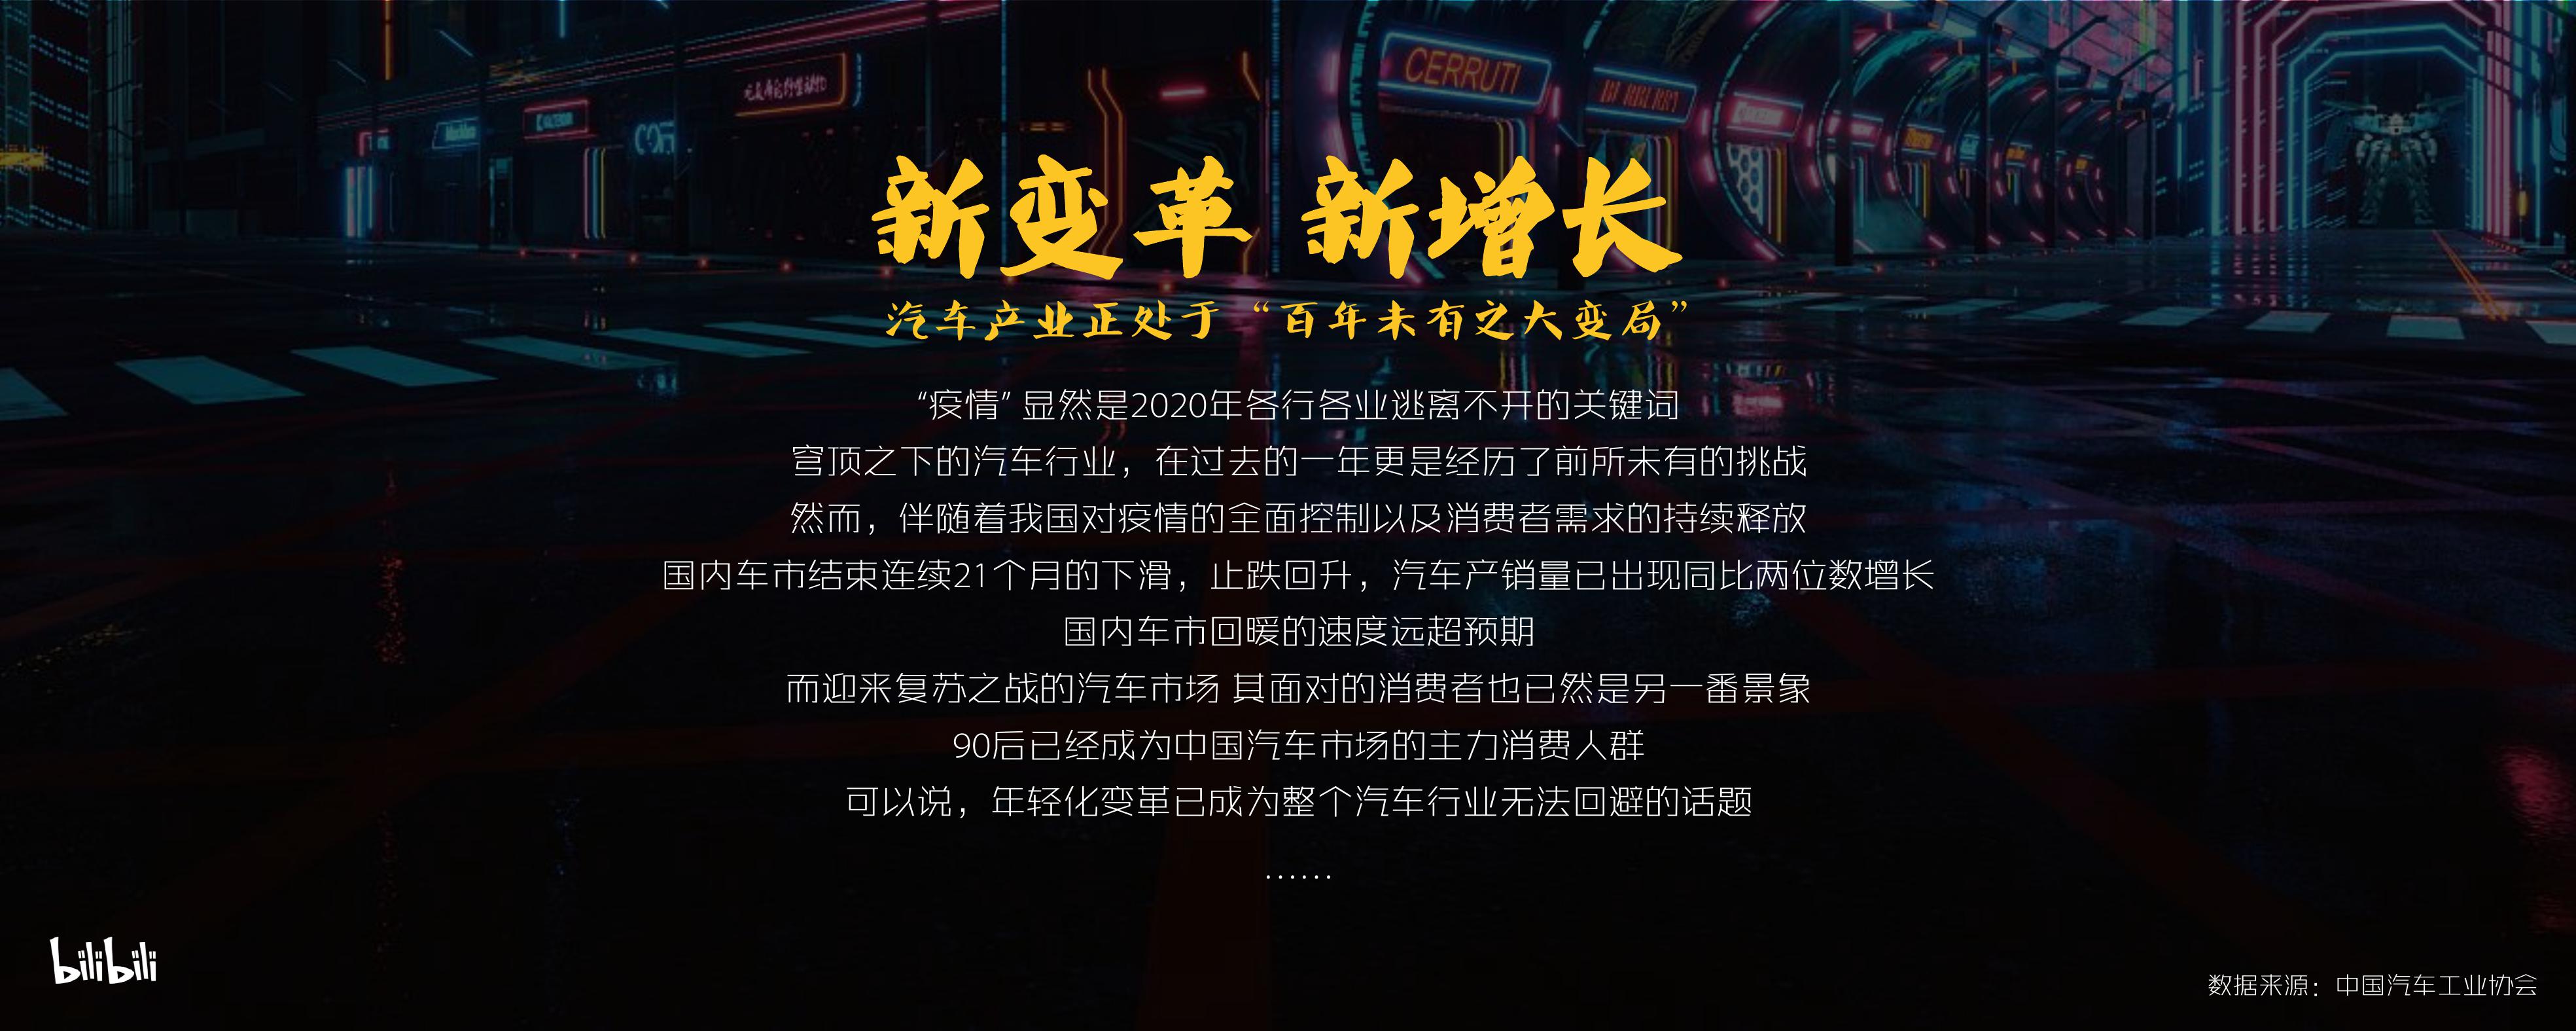 CERRUTI
新变革 新增长
汽车产业正处于“百年未有之大变局”
“疫情” 显然是2020年各行各业逃离不开的关键词
穹顶之下的汽车行业，在过去的一年更是经历了前所未有的挑战
然而，伴随着我国对疫情的全面控制以及消费者需求的持续释放
国内车市结束连续21个月的下滑，止跌回升，汽车产销量已出现同比两位数增长
国内车市回暖的速度远超预期
而迎来复苏之战的汽车市场 其面对的消费者也已然是另一番景象
90后已经成为中国汽车市场的主力消费人群
可以说，年轻化变革已成为整个汽车行业无法回避的话题
......
bilibili
数据来源：中国汽车工业协会